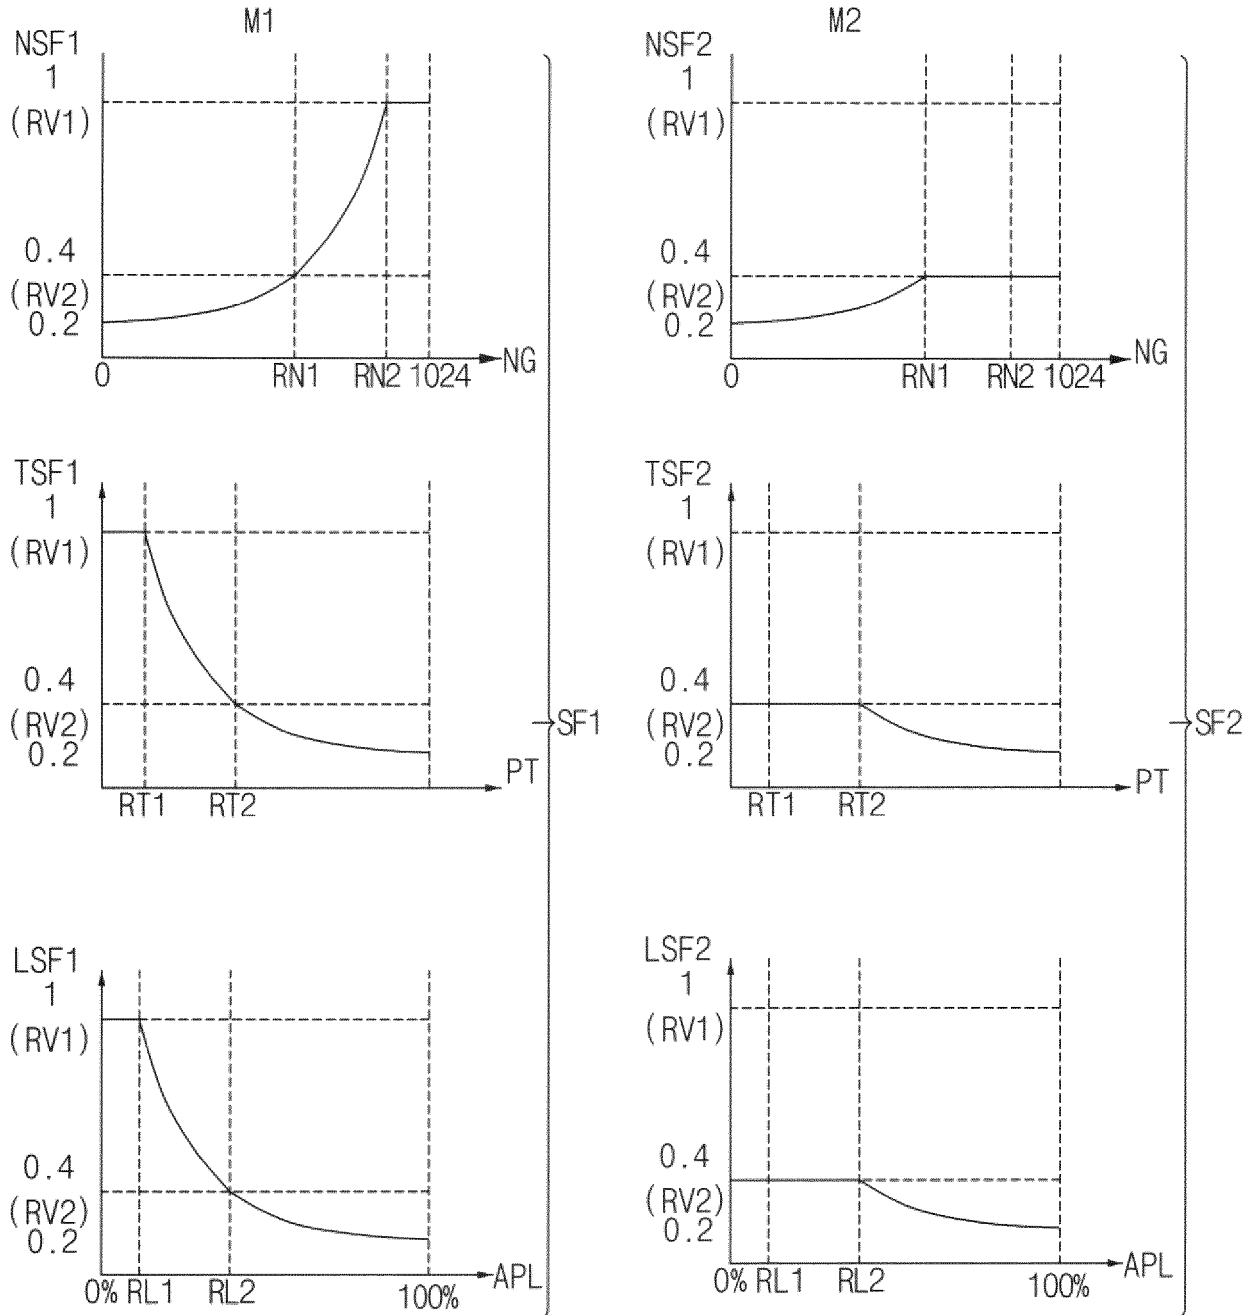 M1
NSF1
1
(RV1)
0.4
(RV2)
0.2
0
RN1
RN2
1024
NG
TSF1
1
(RV1)
0.4
(RV2)
0.2
RT1
RT2
PT
LSF1
1
(RV1)
0.4
(RV2)
0.2
0%
RL1
RL2
100%
APL
SF1
M2
NSF2
1
(RV1)
0.4
(RV2)
0.2
0
RN1
RN2
1024
NG
TSF2
1
(RV1)
0.4
(RV2)
0.2
RT1
RT2
PT
LSF2
1
(RV1)
0.4
(RV2)
0.2
0%
RL1
RL2
100%
APL
SF2